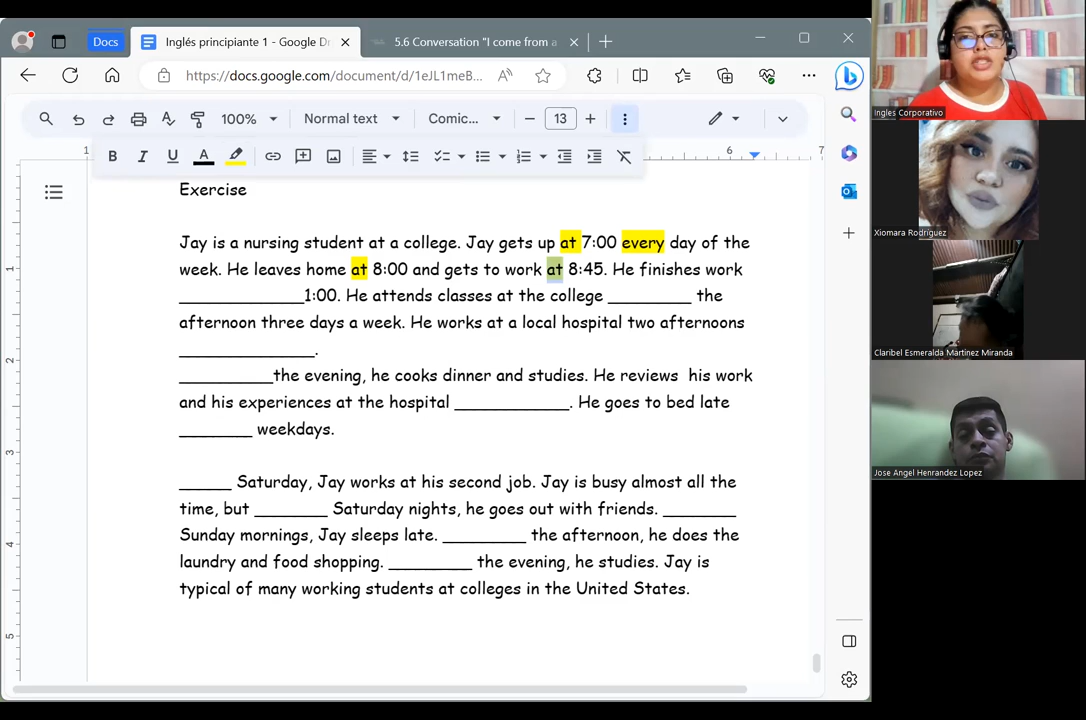 Docs
Inglés principiante 1 - Google Dr
5.6 Conversation "I come from a
https://docs.google.com/document/d/1eJL1meB...
100%
Normal text
Comic...
13
Exercise
Jay is a nursing student at a college. Jay gets up at 7:00 every day of the
week. He leaves home at 8:00 and gets to work at 8:45. He finishes work
_____________1:00. He attends classes at the college _________ the
afternoon three days a week. He works at a local hospital two afternoons
______________.
__________the evening, he cooks dinner and studies. He reviews his work
and his experiences at the hospital ____________. He goes to bed late
________ weekdays.
______ Saturday, Jay works at his second job. Jay is busy almost all the
time, but ________ Saturday nights, he goes out with friends. ________
Sunday mornings, Jay sleeps late. _________ the afternoon, he does the
laundry and food shopping. _________ the evening, he studies. Jay is
typical of many working students at colleges in the United States.
Ingles Corporativo
Xiomara Rodriguez
Claribel Esmeralda Martinez Miranda
Jose Angel Henrandez Lopez